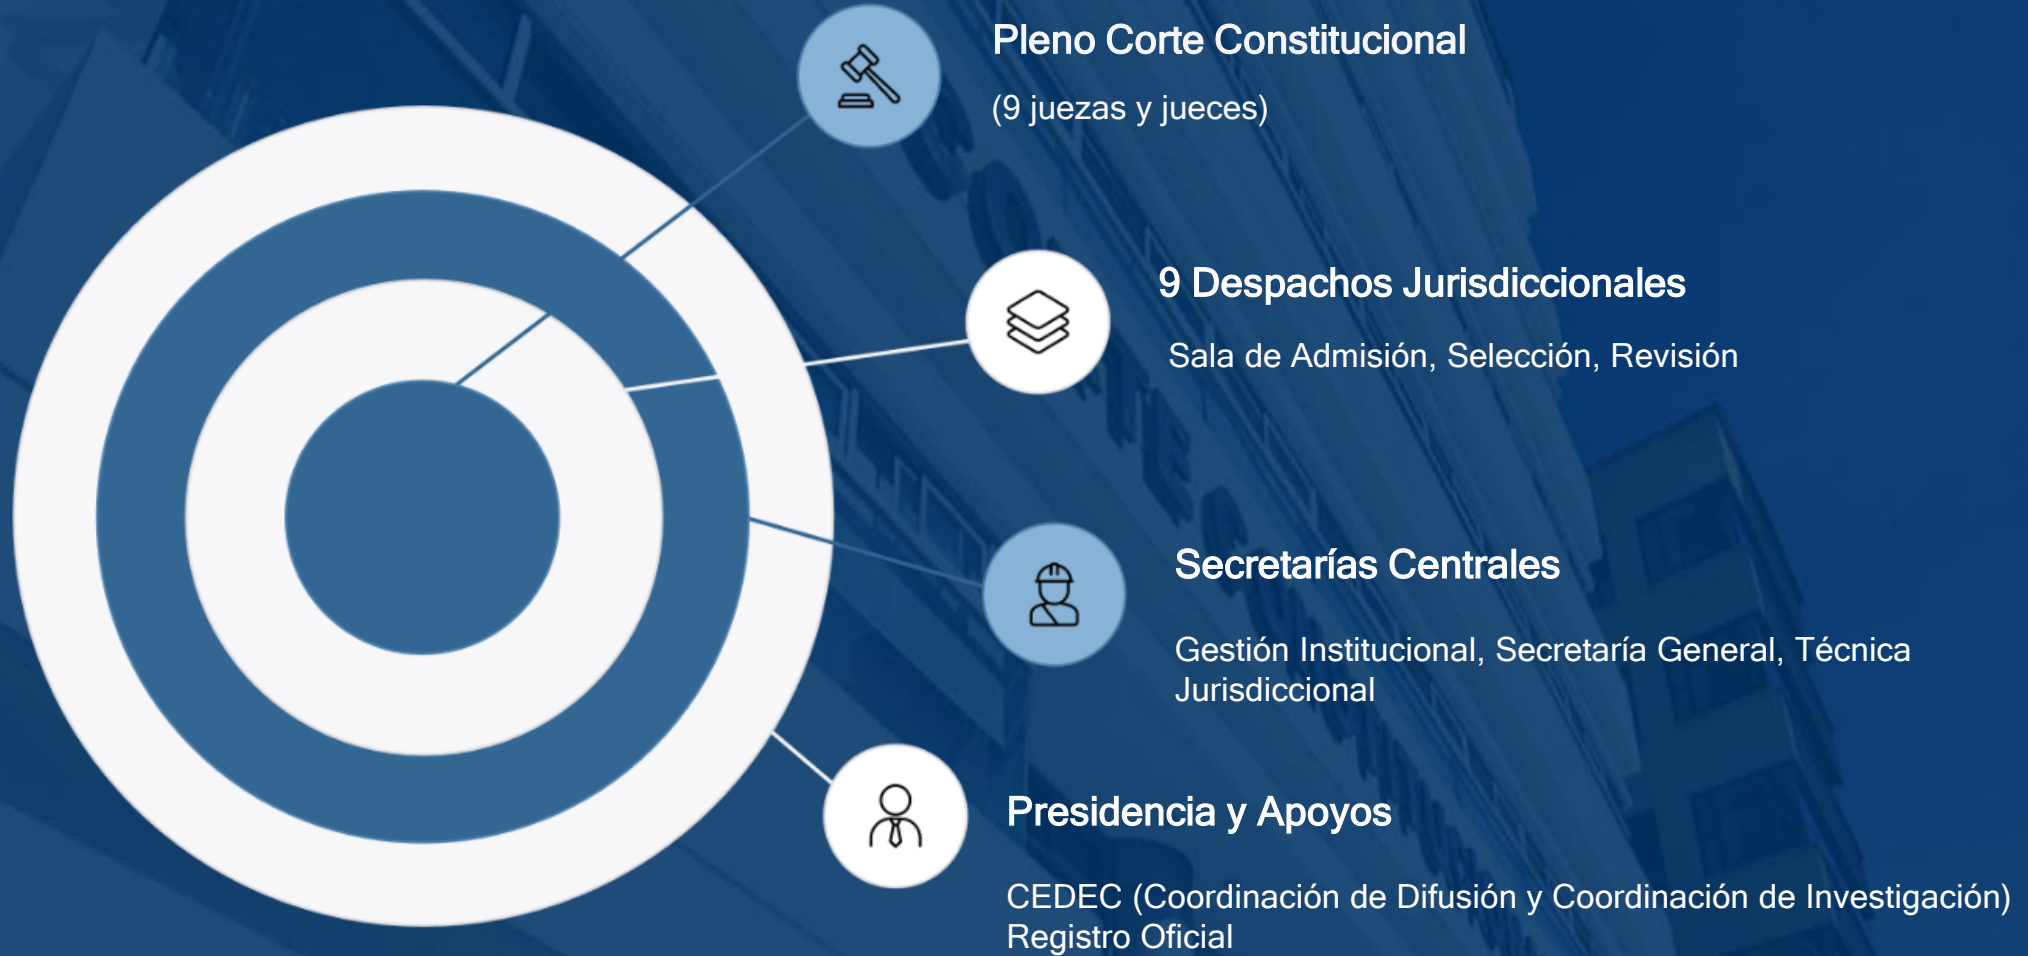 Pleno Corte Constitucional
(9 juezas y jueces)
9 Despachos Jurisdiccionales
Sala de Admisión, Selección, Revisión
Secretarías Centrales
Gestión Institucional, Secretaría General, Técnica
Jurisdiccional
Presidencia y Apoyos
CEDEC (Coordinación de Difusión y Coordinación de Investigación)
Registro Oficial